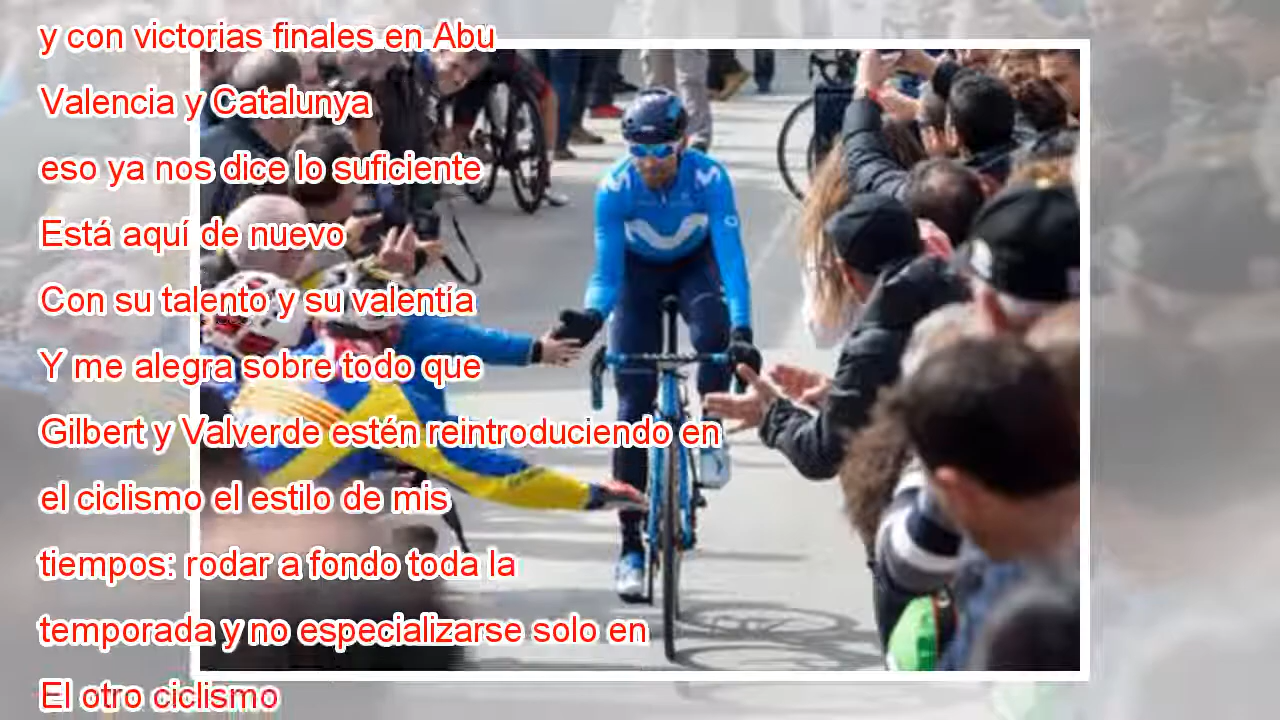 y con victorias finales en Abu
Valencia y Catalunya
eso ya nos dice lo suficiente
Está aquí de nuevo
Con su talento y su valentía
Y me alegra sobre todo que
Gilbert y Valverde estén reintroduciendo en
el ciclismo el estilo de mis
tiempos: rodar a fondo toda la
temporada y no especializarse solo en
El otro ciclismo